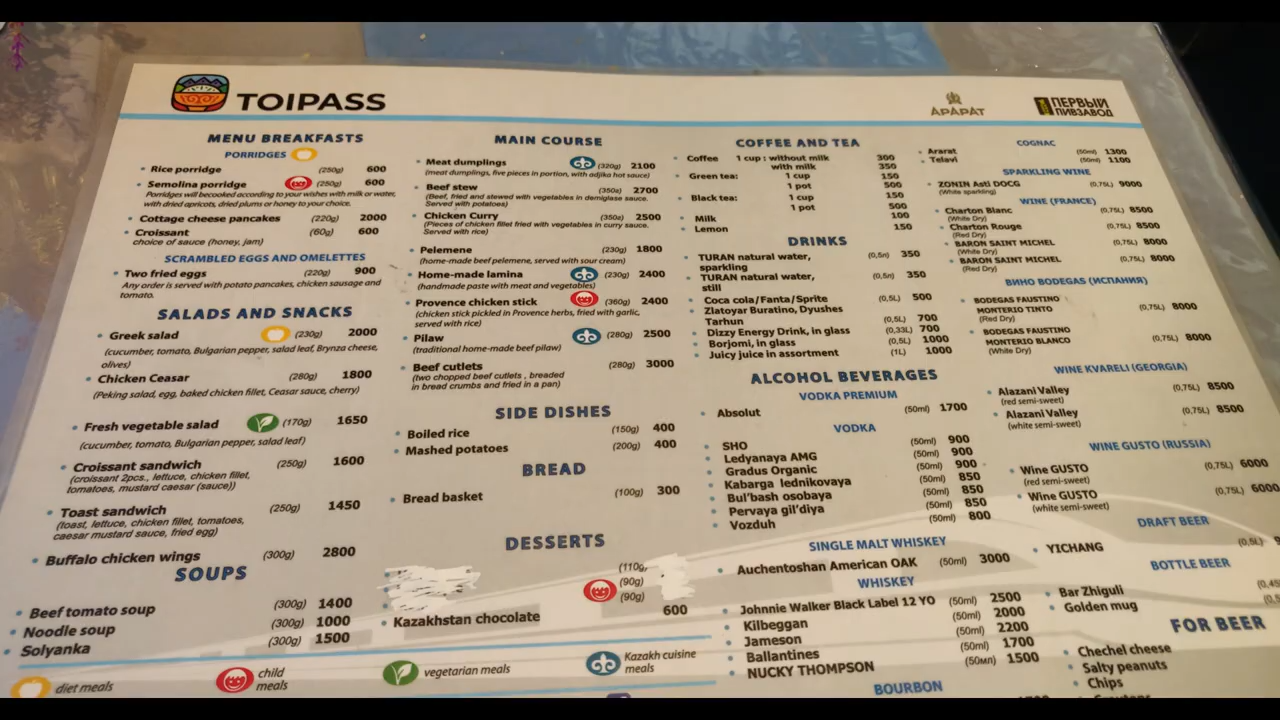 TOIPASS
АРАРАТ
ПЕРВЫЙ
ПИВЗАВОД
MENU BREAKFASTS
PORRIDGES
Rice porridge (250g) 600
Semolina porridge (250g) 600
Porridges will becooked according to your wishes with milk or water,
with dried apricots, dried plums or honey to your choice.
Cottage cheese pancakes (220g) 2000
Croissant (60g) 600
choice of sauce (honey, jam)
SCRAMBLED EGGS AND OMELETTES
Two fried eggs (220g) 900
Any order is served with potato pancakes, chicken sausage and
tomato.
SALADS AND SNACKS
Greek salad (230g) 2000
(cucumber, tomato, Bulgarian pepper, salad leaf, Brynza cheese,
olives)
Chicken Ceasar (280g) 1800
(Peking salad, egg, baked chicken fillet, Ceasar sauce, cherry)
Fresh vegetable salad (170g) 1650
(cucumber, tomato, Bulgarian pepper, salad leaf)
Croissant sandwich (250g) 1600
(croissant 2pcs., lettuce, chicken fillet,
tomatoes, mustard caesar (sauce))
Toast sandwich (250g) 1450
(toast, lettuce, chicken fillet, tomatoes,
caesar mustard sauce, fried egg)
Buffalo chicken wings (300g) 2800
SOUPS
Beef tomato soup (300g) 1400
Noodle soup (300g) 1000
Solyanka (300g) 1500
MAIN COURSE
Meat dumplings (320g) 2100
(meat dumplings, five pieces in portion, with adjika hot sauce)
Beef stew (350g) 2700
(Beef, fried and stewed with vegetables in demiglase sauce.
Served with potatoes)
Chicken Curry (350g) 2500
(Pieces of chicken fillet fried with vegetables in curry sauce.
Served with rice)
Pelemene (230g) 1800
(home-made beef pelemene, served with sour cream)
Home-made lamina (230g) 2400
(handmade paste with meat and vegetables)
Provence chicken stick (360g) 2400
(chicken stick pickled in Provence herbs, fried with garlic,
served with rice)
Pilaw (280g) 2500
(traditional home-made beef pilaw)
Beef cutlets (280g) 3000
(two chopped beef cutlets , breaded
in bread crumbs and fried in a pan)
SIDE DISHES
Boiled rice (150g) 400
Mashed potatoes (200g) 400
BREAD
Bread basket (100g) 300
DESSERTS
(110g,
(90g)
(90g)
Kazakhstan chocolate 600
COFFEE AND TEA
Coffee 1 cup : without milk 300
with milk 350
Green tea: 1 cup 150
1 pot 500
Black tea: 1 cup 150
1 pot 500
Milk 100
Lemon 150
DRINKS
TURAN natural water, (0,5л) 350
sparkling
TURAN natural water, (0,5л) 350
still
Coca cola/Fanta/Sprite (0,5L) 500
Zlatoyar Buratino, Dyushes
Tarhun (0,5L) 700
Dizzy Energy Drink, in glass (0,33L) 700
Borjomi, in glass (0,5L) 1000
Juicy juice in assortment (1L) 1000
ALCOHOL BEVERAGES
VODKA PREMIUM
Absolut (50ml) 1700
VODKA
SHO (50ml) 900
Ledyanaya AMG (50ml) 900
Gradus Organic (50ml) 900
Kabarga lednikovaya (50ml) 850
Bul'bash osobaya (50ml) 850
Pervaya gil'diya (50ml) 850
Vozduh (50ml) 800
SINGLE MALT WHISKEY
Auchentoshan American OAK (50ml) 3000
WHISKEY
Johnnie Walker Black Label 12 YO (50ml) 2500
Kilbeggan (50ml) 2000
Jameson (50ml) 2200
Ballantines (50ml) 1700
NUCKY THOMPSON (50мл) 1500
BOURBON
COGNAC
Ararat (50ml) 1300
Telavi (50ml) 1100
SPARKLING WINE
ZONIN Asti DOCG (0,75L) 9000
(White sparkling)
WINE (FRANCE)
Charton Blanc (0,75L) 8500
(White Dry)
Charton Rouge (0,75L) 8500
(Red Dry)
BARON SAINT MICHEL (0,75L) 8000
(White Dry)
BARON SAINT MICHEL (0,75L) 8000
(Red Dry)
ВИНО BODEGAS (ИСПАНИЯ)
BODEGAS FAUSTINO
MONTERIO TINTO (0,75L) 8000
(Red Dry)
BODEGAS FAUSTINO
MONTERIO BLANCO (0,75L) 8000
(White Dry)
WINE KVARELI (GEORGIA)
Alazani Valley (0,75L) 8500
(red semi-sweet)
Alazani Valley (0,75L) 8500
(white semi-sweet)
WINE GUSTO (RUSSIA)
Wine GUSTO (0,75L) 6000
(red semi-sweet)
Wine GUSTO (0,75L) 6000
(white semi-sweet)
DRAFT BEER
YICHANG (0,5L)
BOTTLE BEER
Bar Zhiguli
Golden mug
FOR BEER
Chechel cheese
Salty peanuts
Chips
diet meals
child
meals
vegetarian meals
Kazakh cuisine
meals